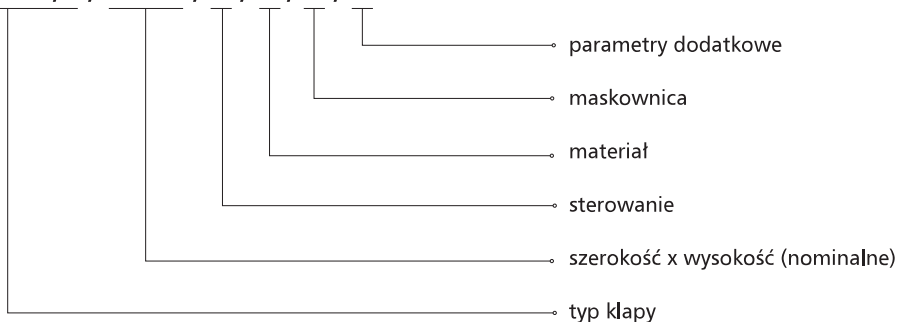 parametry dodatkowe
maskownica
materiał
sterowanie
szerokość x wysokość (nominalne)
typ klapy